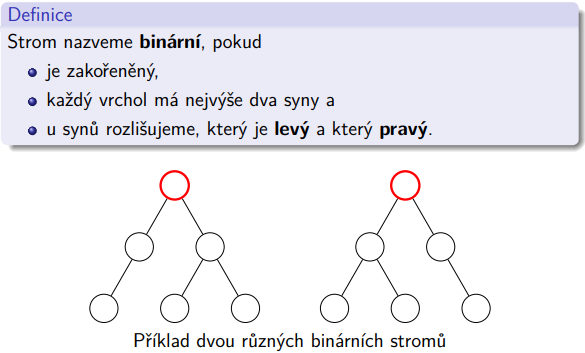 Definice
Strom nazveme binární, pokud
je zakořeněný,
každý vrchol má nejvýše dva syny a
u synů rozlišujeme, který je levý a který pravý.
Příklad dvou různých binárních stromů